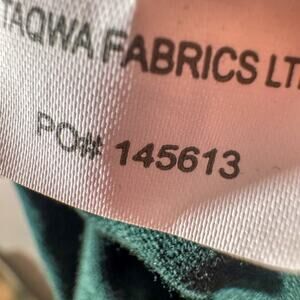 TAQWA FABRICS LT
PO# 145613